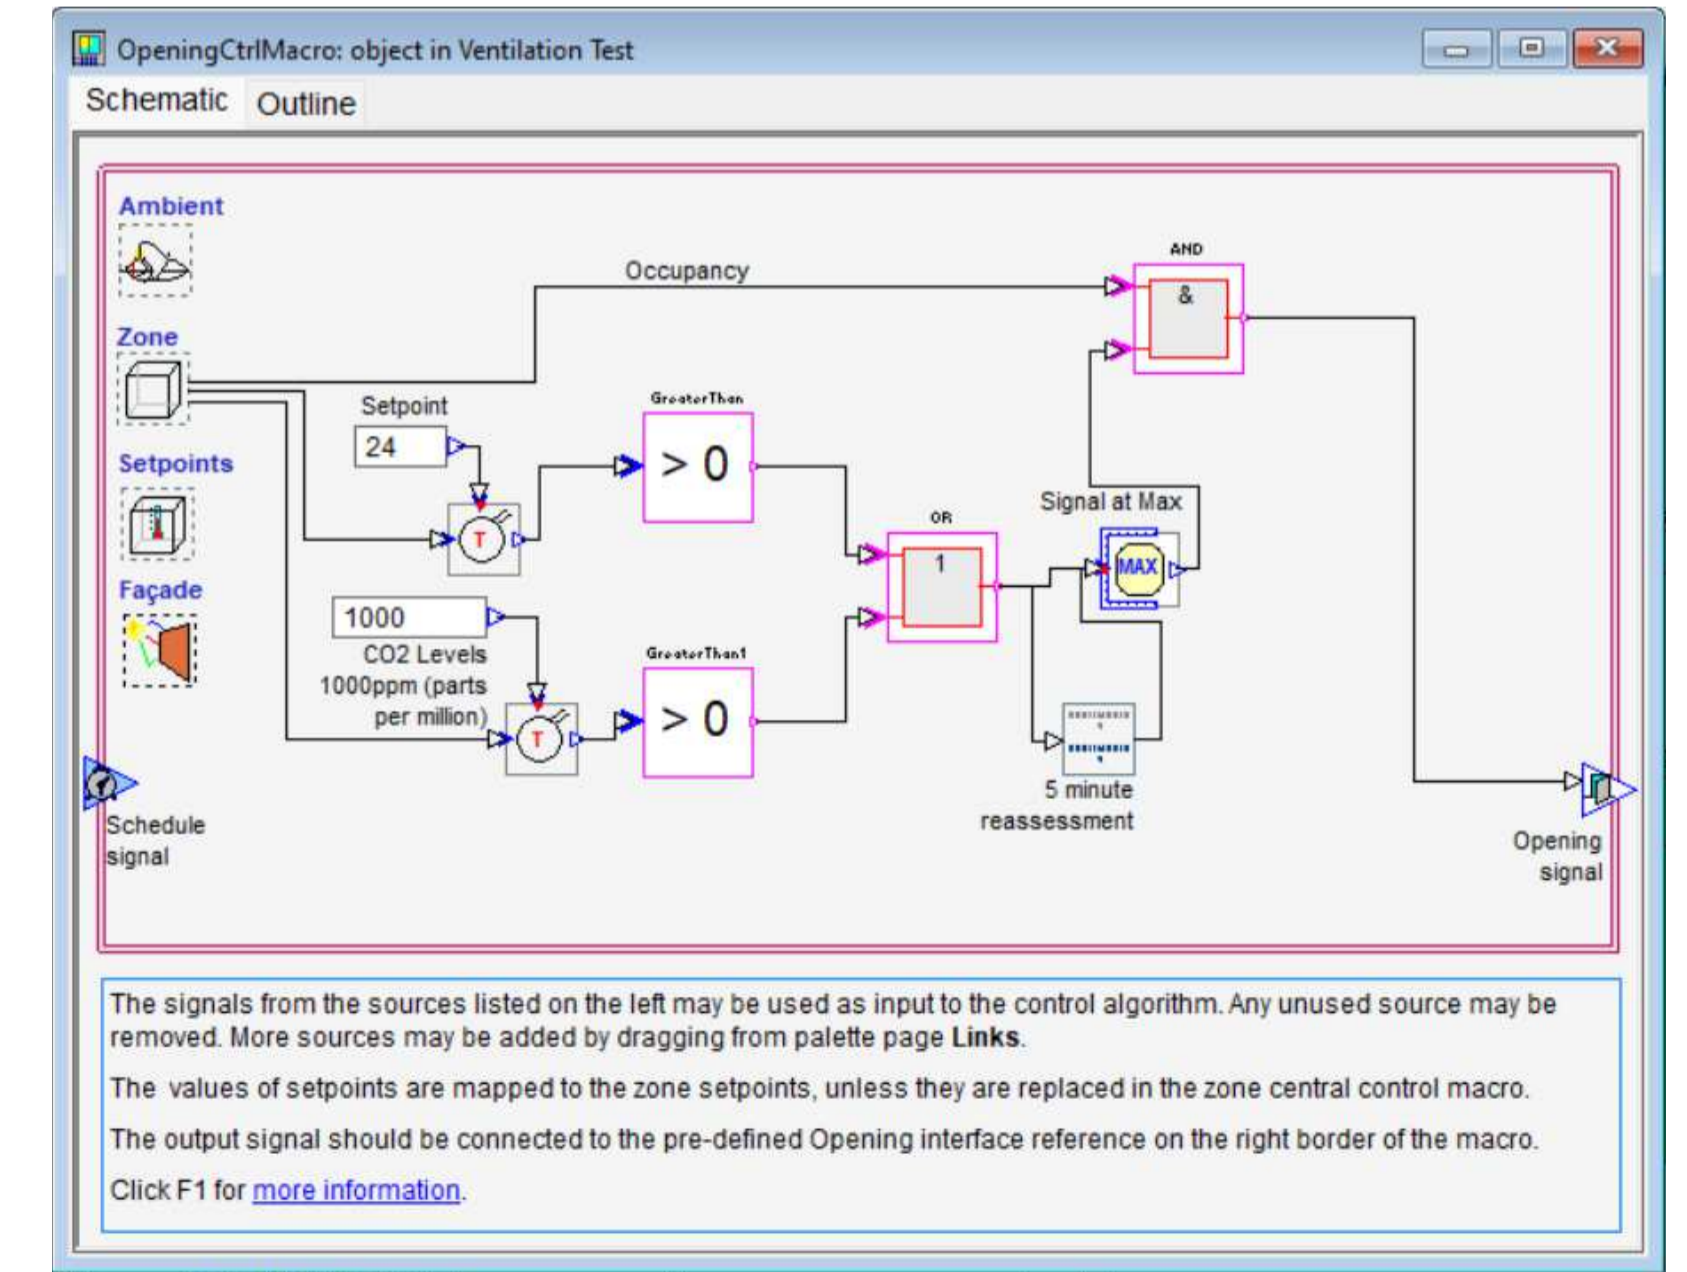 OpeningCtrlMacro: object in Ventilation Test
Schematic
Outline
Ambient
Zone
Setpoints
Façade
Schedule
signal
Occupancy
Setpoint
24
T
GreaterThan
> 0
1000
CO2 Levels
1000ppm (parts
per million)
T
GreaterThan1
> 0
OR
1
Signal at Max
MAX
5 minute
reassessment
AND
&
Opening
signal
The signals from the sources listed on the left may be used as input to the control algorithm. Any unused source may be
removed. More sources may be added by dragging from palette page Links.
The values of setpoints are mapped to the zone setpoints, unless they are replaced in the zone central control macro.
The output signal should be connected to the pre-defined Opening interface reference on the right border of the macro.
Click F1 for more information.